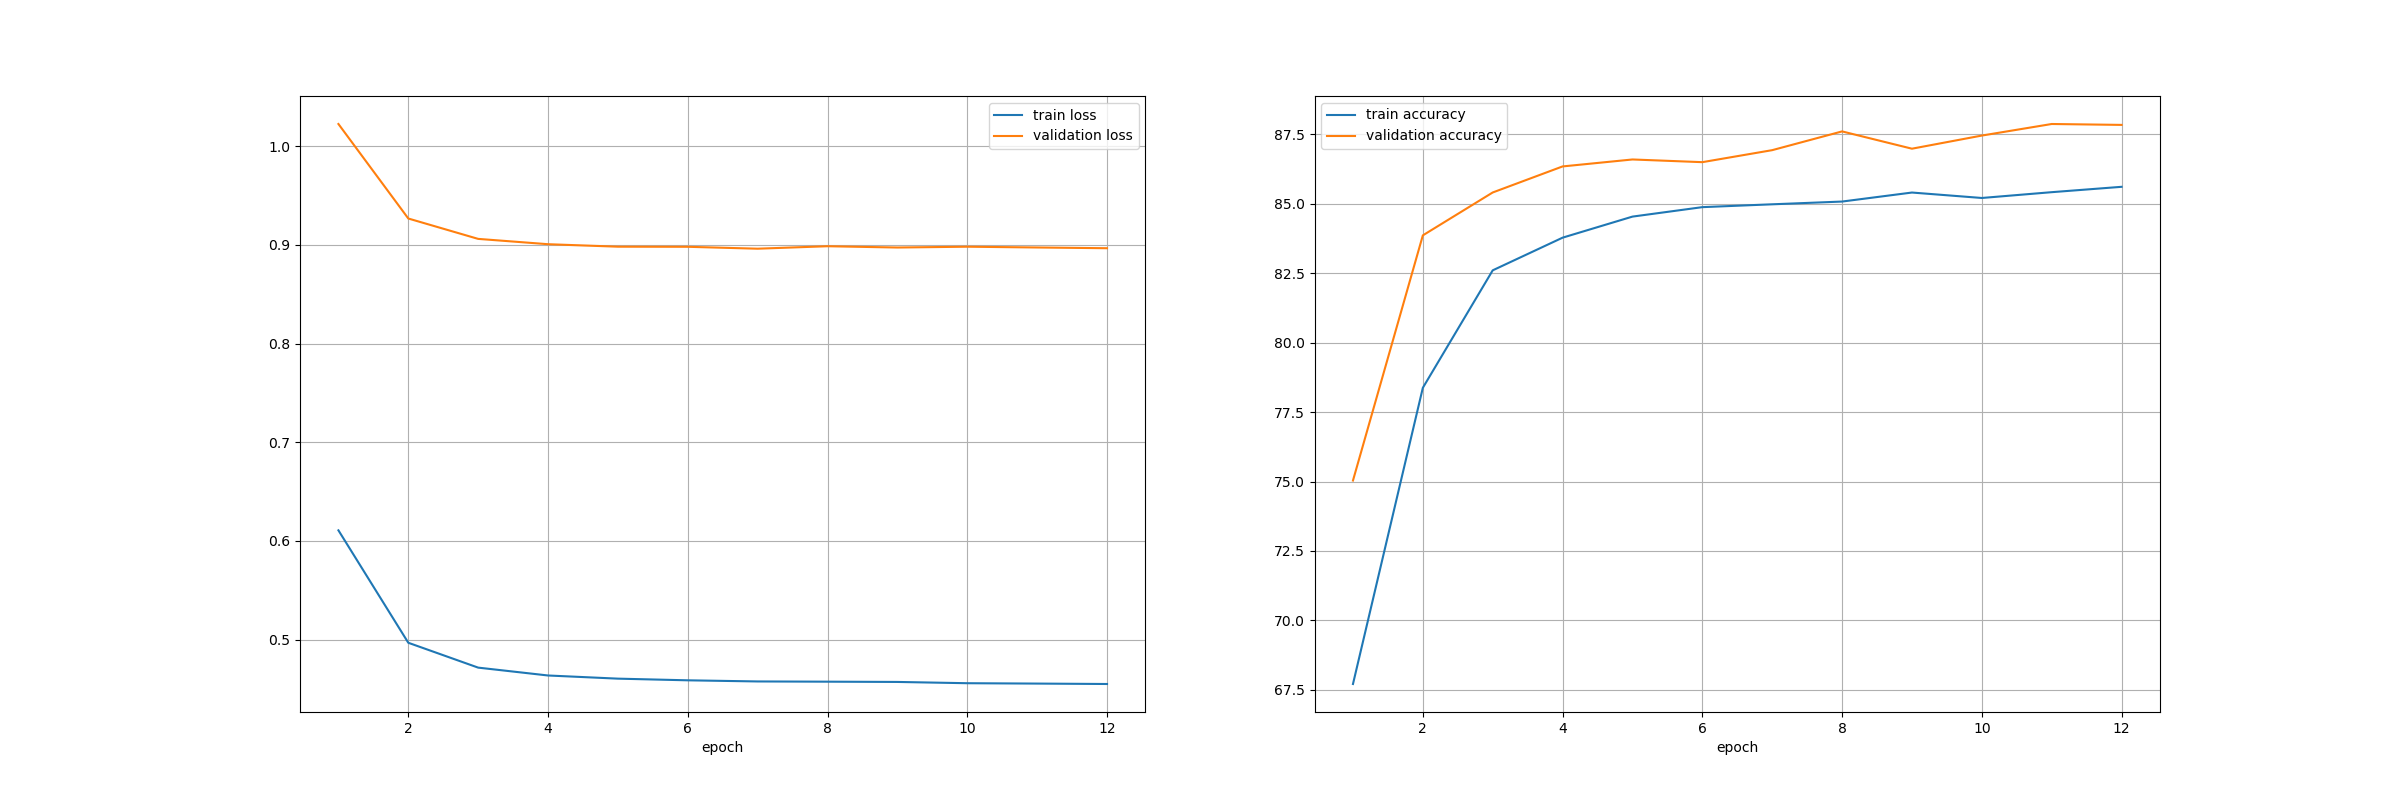 train loss
validation loss
1.0
0.9
0.8
0.7
0.6
0.5
2 4 6 8 10 12
epoch
train accuracy
validation accuracy
87.5
85.0
82.5
80.0
77.5
75.0
72.5
70.0
67.5
2 4 6 8 10 12
epoch